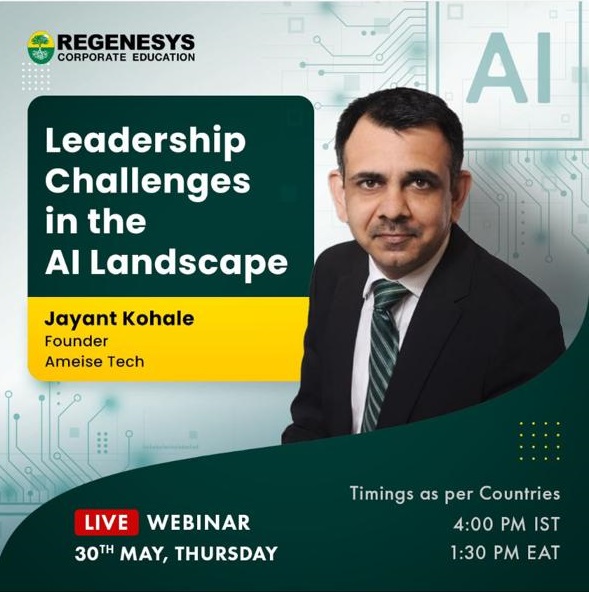 REGENESYS
CORPORATE EDUCATION
AI
Leadership
Challenges
in the
AI Landscape
Jayant Kohale
Founder
Ameise Tech
LIVE WEBINAR
30TH MAY, THURSDAY
Timings as per Countries
4:00 PM IST
1:30 PM EAT